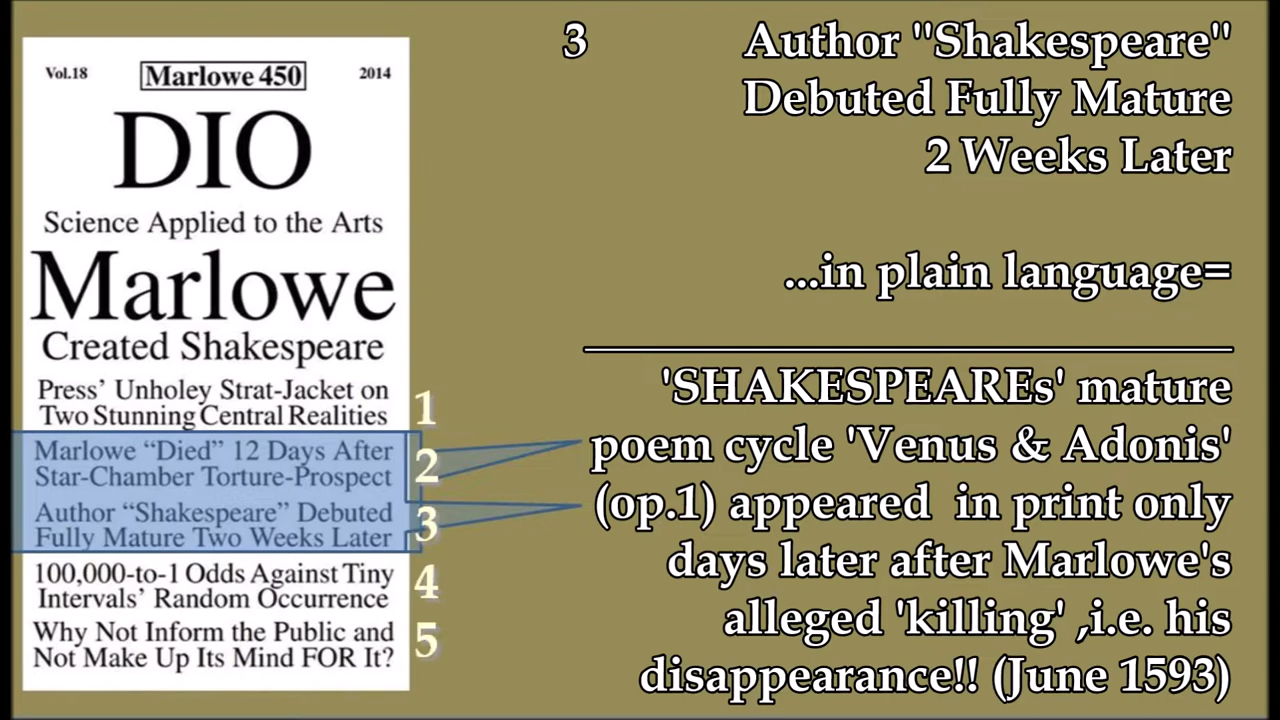 Vol.18 Marlowe 450 2014
DIO
Science Applied to the Arts
Marlowe
Created Shakespeare
Press’ Unholey Strat-Jacket on
Two Stunning Central Realities
1
Marlowe “Died” 12 Days After
Star-Chamber Torture-Prospect
2
Author “Shakespeare” Debuted
Fully Mature Two Weeks Later
3
100,000-to-1 Odds Against Tiny
Intervals’ Random Occurrence
4
Why Not Inform the Public and
Not Make Up Its Mind FOR It?
5
3 Author "Shakespeare"
Debuted Fully Mature
2 Weeks Later
...in plain language=
'SHAKESPEAREs' mature
poem cycle 'Venus & Adonis'
(op.1) appeared in print only
days later after Marlowe's
alleged 'killing' ,i.e. his
disappearance!! (June 1593)